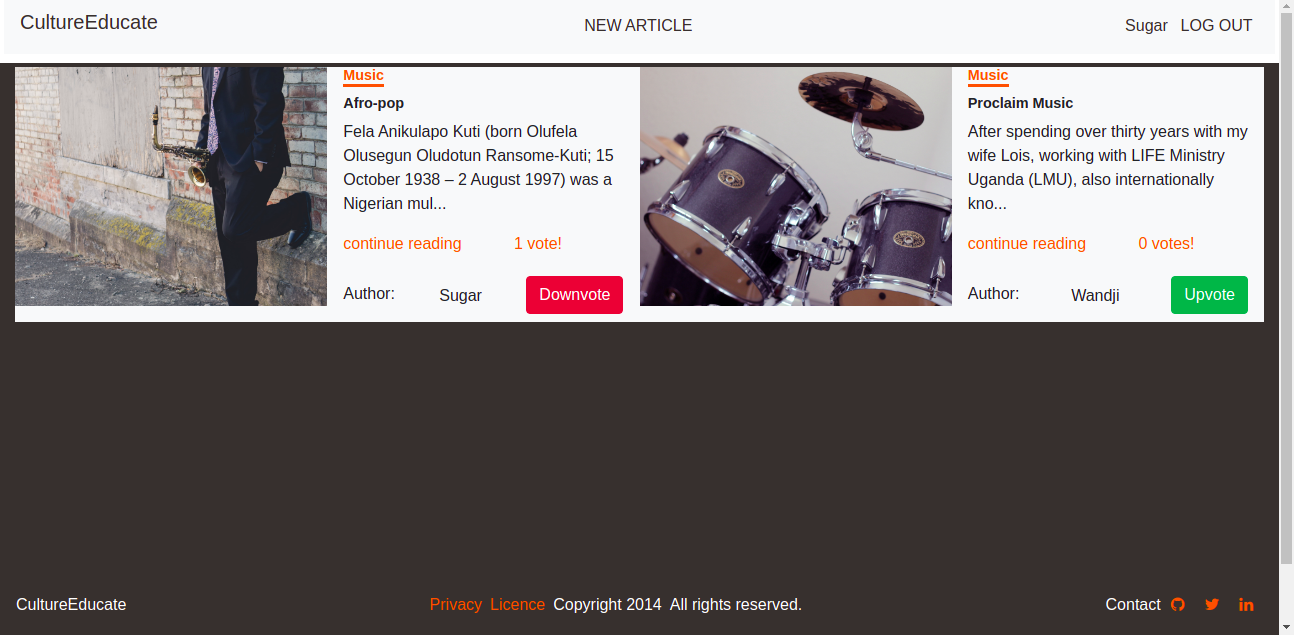 CultureEducate
NEW ARTICLE
Sugar LOG OUT
Music
Afro-pop
Fela Anikulapo Kuti (born Olufela
Olusegun Oludotun Ransome-Kuti; 15
October 1938 – 2 August 1997) was a
Nigerian mul...
continue reading 1 vote!
Author: Sugar Downvote
Music
Proclaim Music
After spending over thirty years with my
wife Lois, working with LIFE Ministry
Uganda (LMU), also internationally
kno...
continue reading 0 votes!
Author: Wandji Upvote
CultureEducate
Privacy Licence Copyright 2014 All rights reserved.
Contact